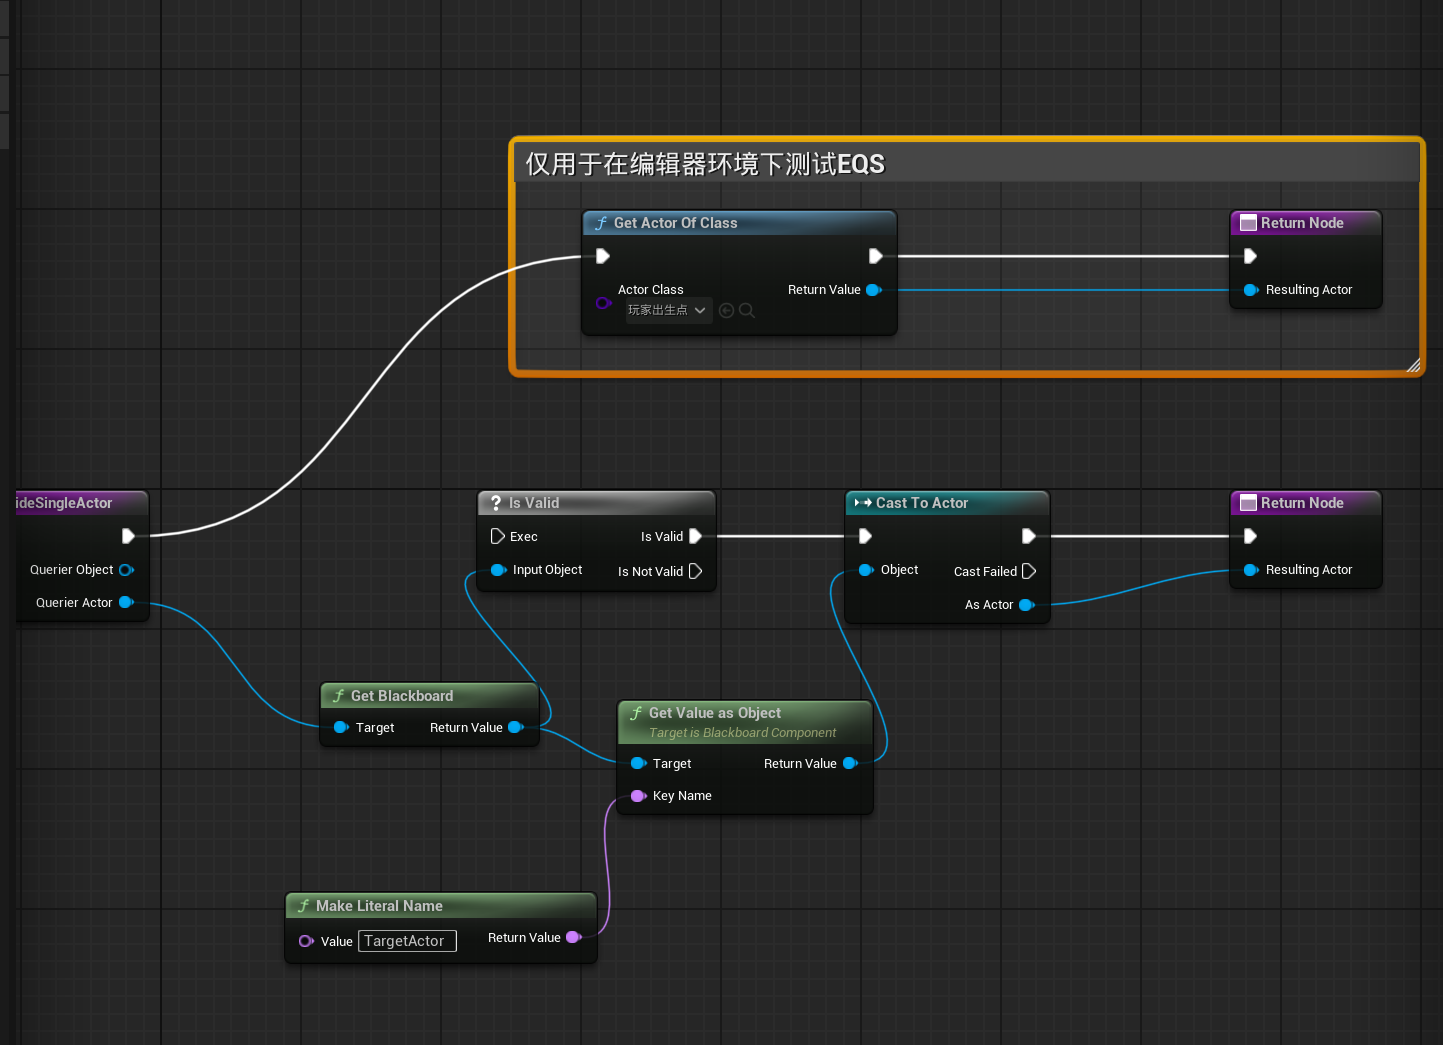 仅用于在编辑器环境下测试EQS
Get Actor Of Class
Actor Class
玩家出生点
Return Value
Return Node
Resulting Actor
ideSingleActor
Querier Object
Querier Actor
Is Valid
Exec
Is Valid
Input Object
Is Not Valid
Cast To Actor
Object
Cast Failed
As Actor
Return Node
Resulting Actor
Get Blackboard
Target
Return Value
Get Value as Object
Target is Blackboard Component
Target
Return Value
Key Name
Make Literal Name
Value
TargetActor
Return Value